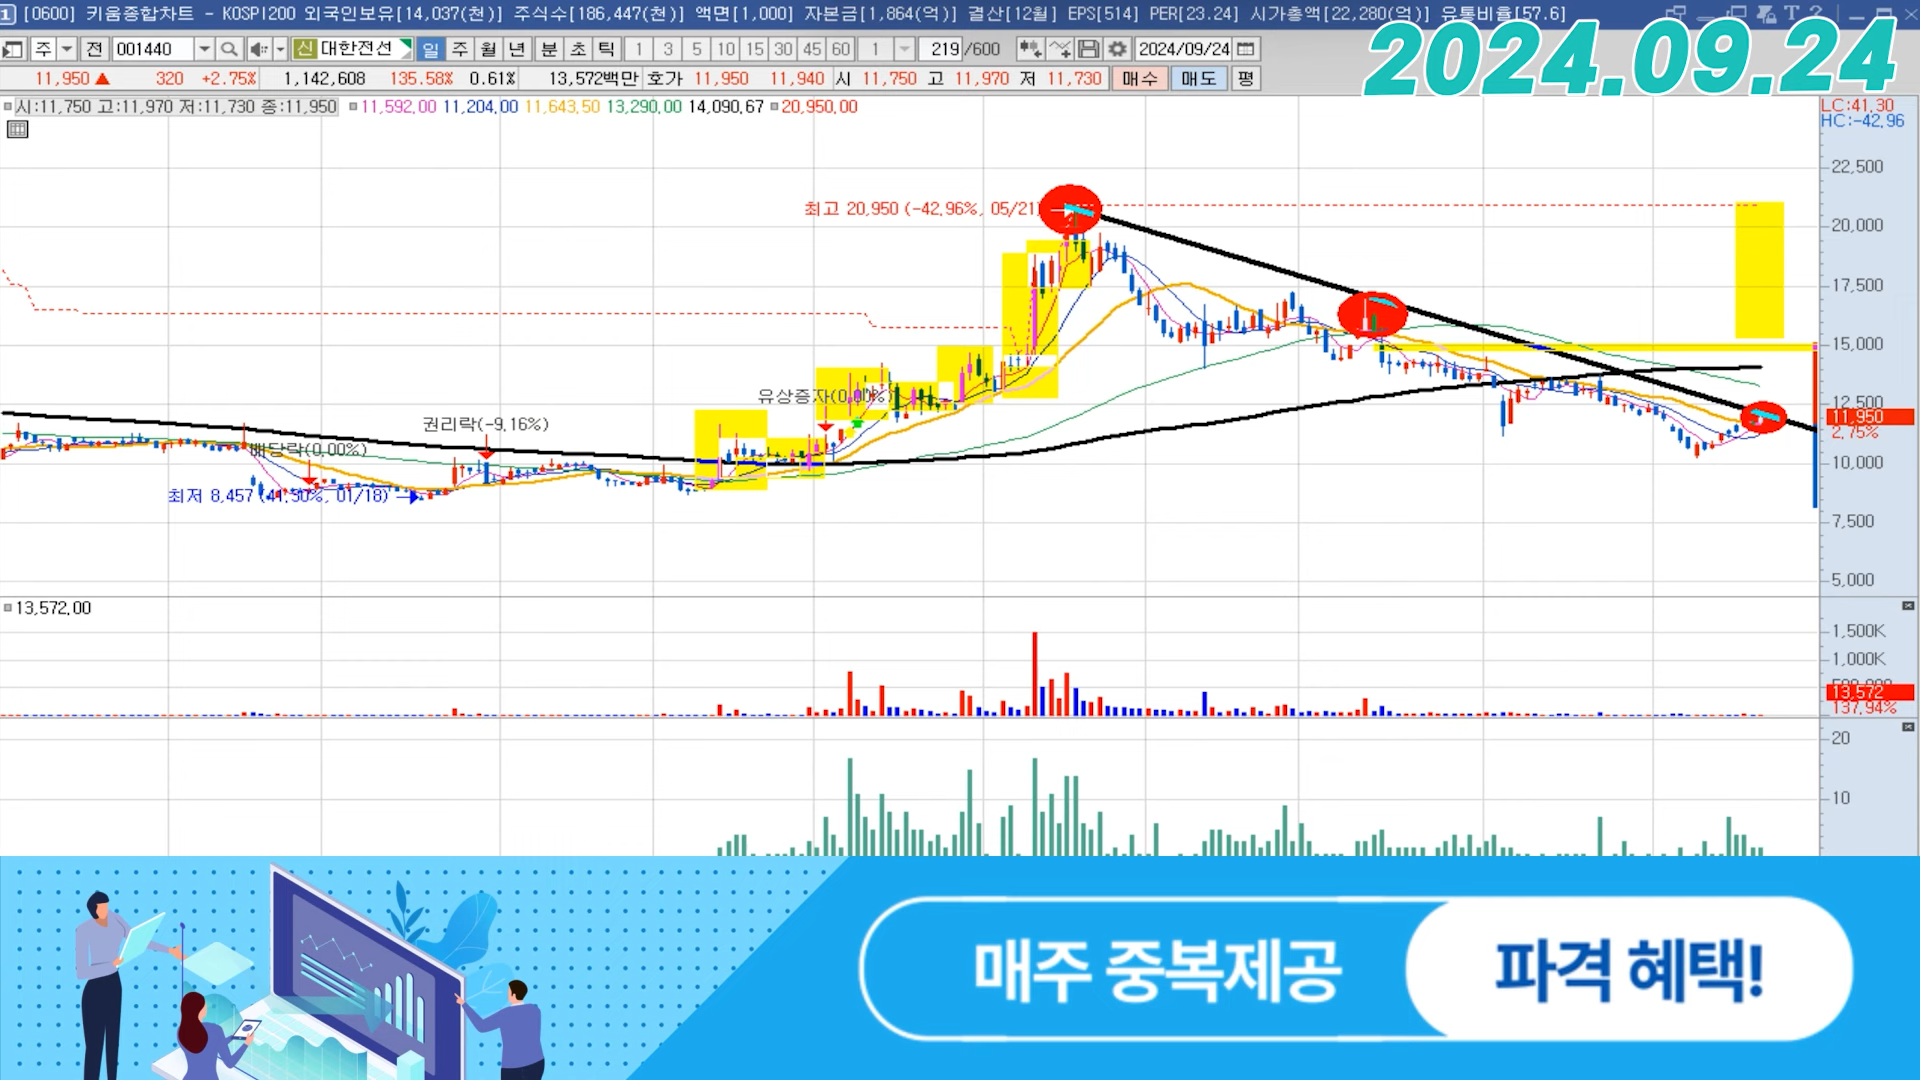 1 [0600] 키움종합차트 - KOSPI200 외국인보유[14,037(천)] 주식수[186,447(천)] 액면[1,000] 자본금[1,864(억)] 결산[12월] EPS[514] PER[23.24] 시가총액[22,280(억)] 유통비율[57.6]
2024.09.24
주 전 001440 신 대한전선 일 주 월 년 분 초 틱 1 3 5 10 15 30 45 60 1 219 /600 2024/09/24
11,950 ▲ 320 +2.75% 1,142,608 135.58% 0.61% 13,572백만 호가 11,950 11,940 시 11,750 고 11,970 저 11,730 매수 매도 평
시:11,750 고:11,970 저:11,730 종:11,950 11,592.00 11,204.00 11,643.50 13,290.00 14,090.67 20,950.00
LC:41.30
HC:-42.96
22,500
최고 20,950 (-42.96%, 05/21)
20,000
17,500
15,000
유상증자(0.00%)
12,500
11,950
2.75%
권리락(-9.16%)
배당락(0.00%)
10,000
최저 8,457 (41.30%, 01/18)
7,500
5,000
13,572.00
1,500K
1,000K
500,000
13,572
137.94%
20
10
매주 중복제공
파격 혜택!